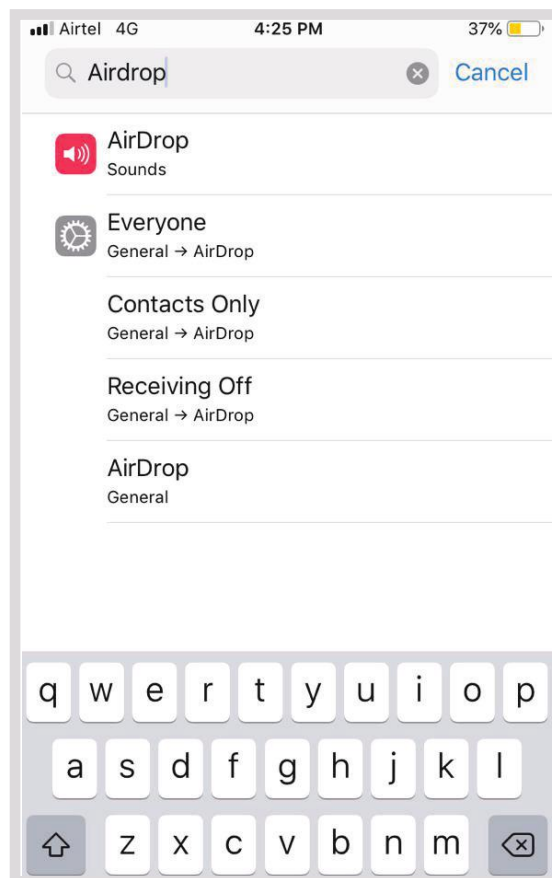 Airtel 4G 4:25 PM 37%
Airdrop Cancel
AirDrop
Sounds
Everyone
General → AirDrop
Contacts Only
General → AirDrop
Receiving Off
General → AirDrop
AirDrop
General
q w e r t y u i o p
a s d f g h j k l
z x c v b n m